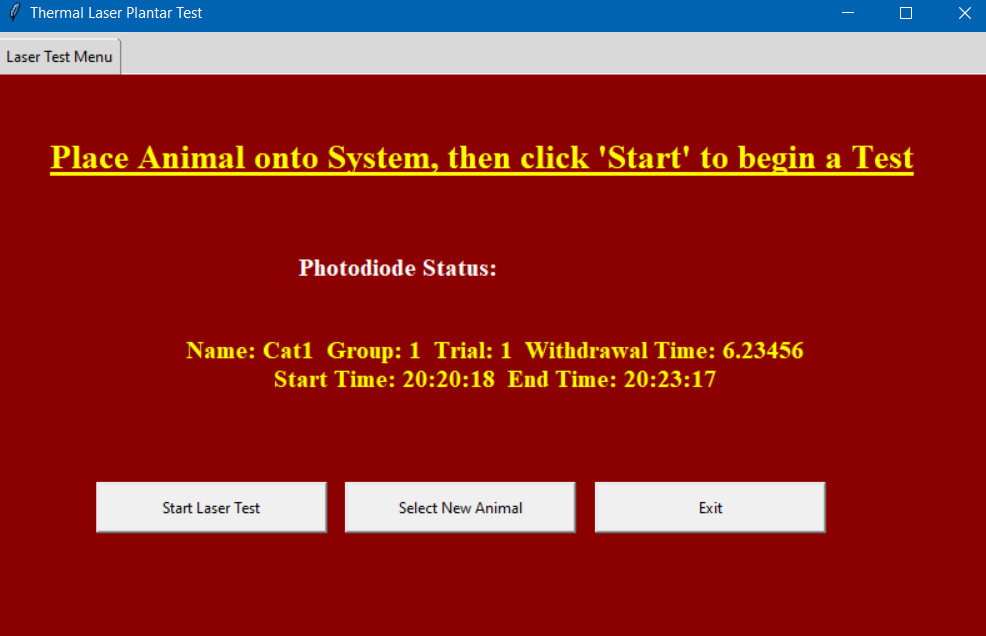 Thermal Laser Plantar Test
Laser Test Menu
Place Animal onto System, then click 'Start' to begin a Test
Photodiode Status:
Name: Cat1  Group: 1  Trial: 1  Withdrawal Time: 6.23456
Start Time: 20:20:18  End Time: 20:23:17
Start Laser Test
Select New Animal
Exit